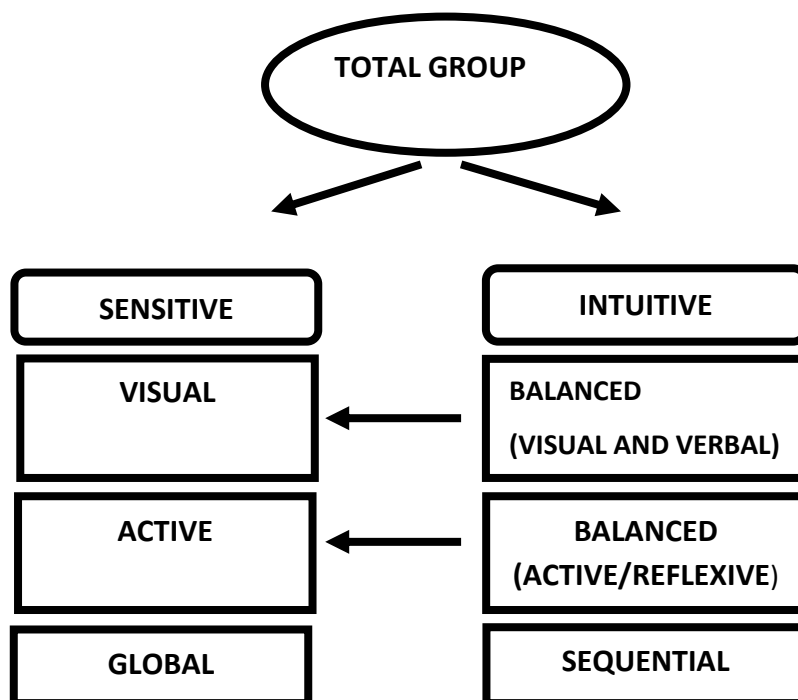 TOTAL GROUP
SENSITIVE
INTUITIVE
VISUAL
BALANCED
(VISUAL AND VERBAL)
ACTIVE
BALANCED
(ACTIVE/REFLEXIVE)
GLOBAL
SEQUENTIAL